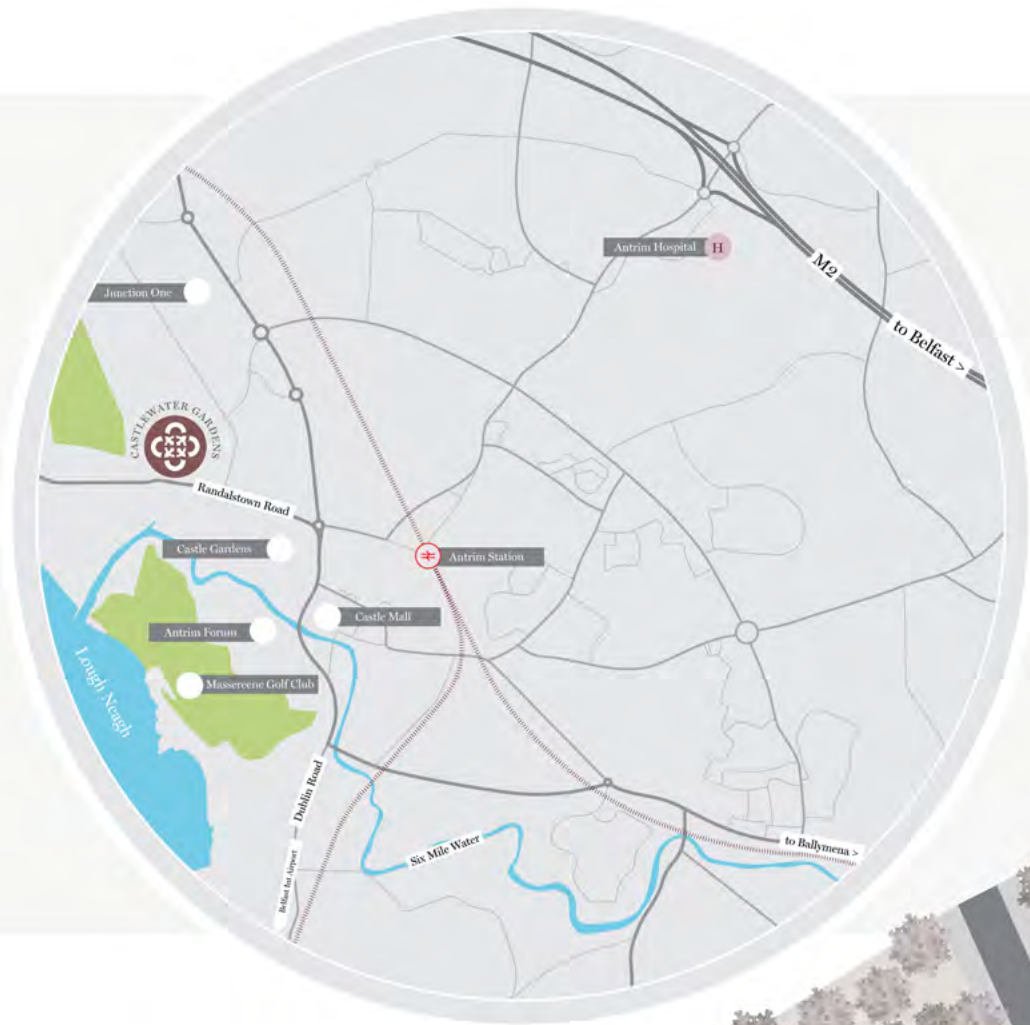 Antrim Hospital
H
M2
to Belfast >
Junction One
CASTLEWATER GARDENS
Randalstown Road
Castle Gardens
Antrim Station
Castle Mall
Antrim Forum
Massereene Golf Club
Lough Neagh
Dublin Road
Six Mile Water
to Ballymena >
Belfast Int Airport